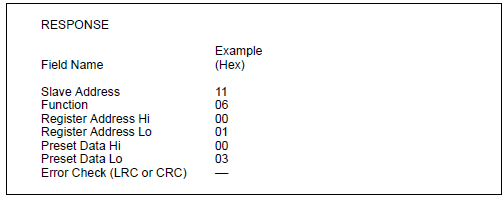 RESPONSE
Example
Field Name (Hex)
Slave Address 11
Function 06
Register Address Hi 00
Register Address Lo 01
Preset Data Hi 00
Preset Data Lo 03
Error Check (LRC or CRC) —